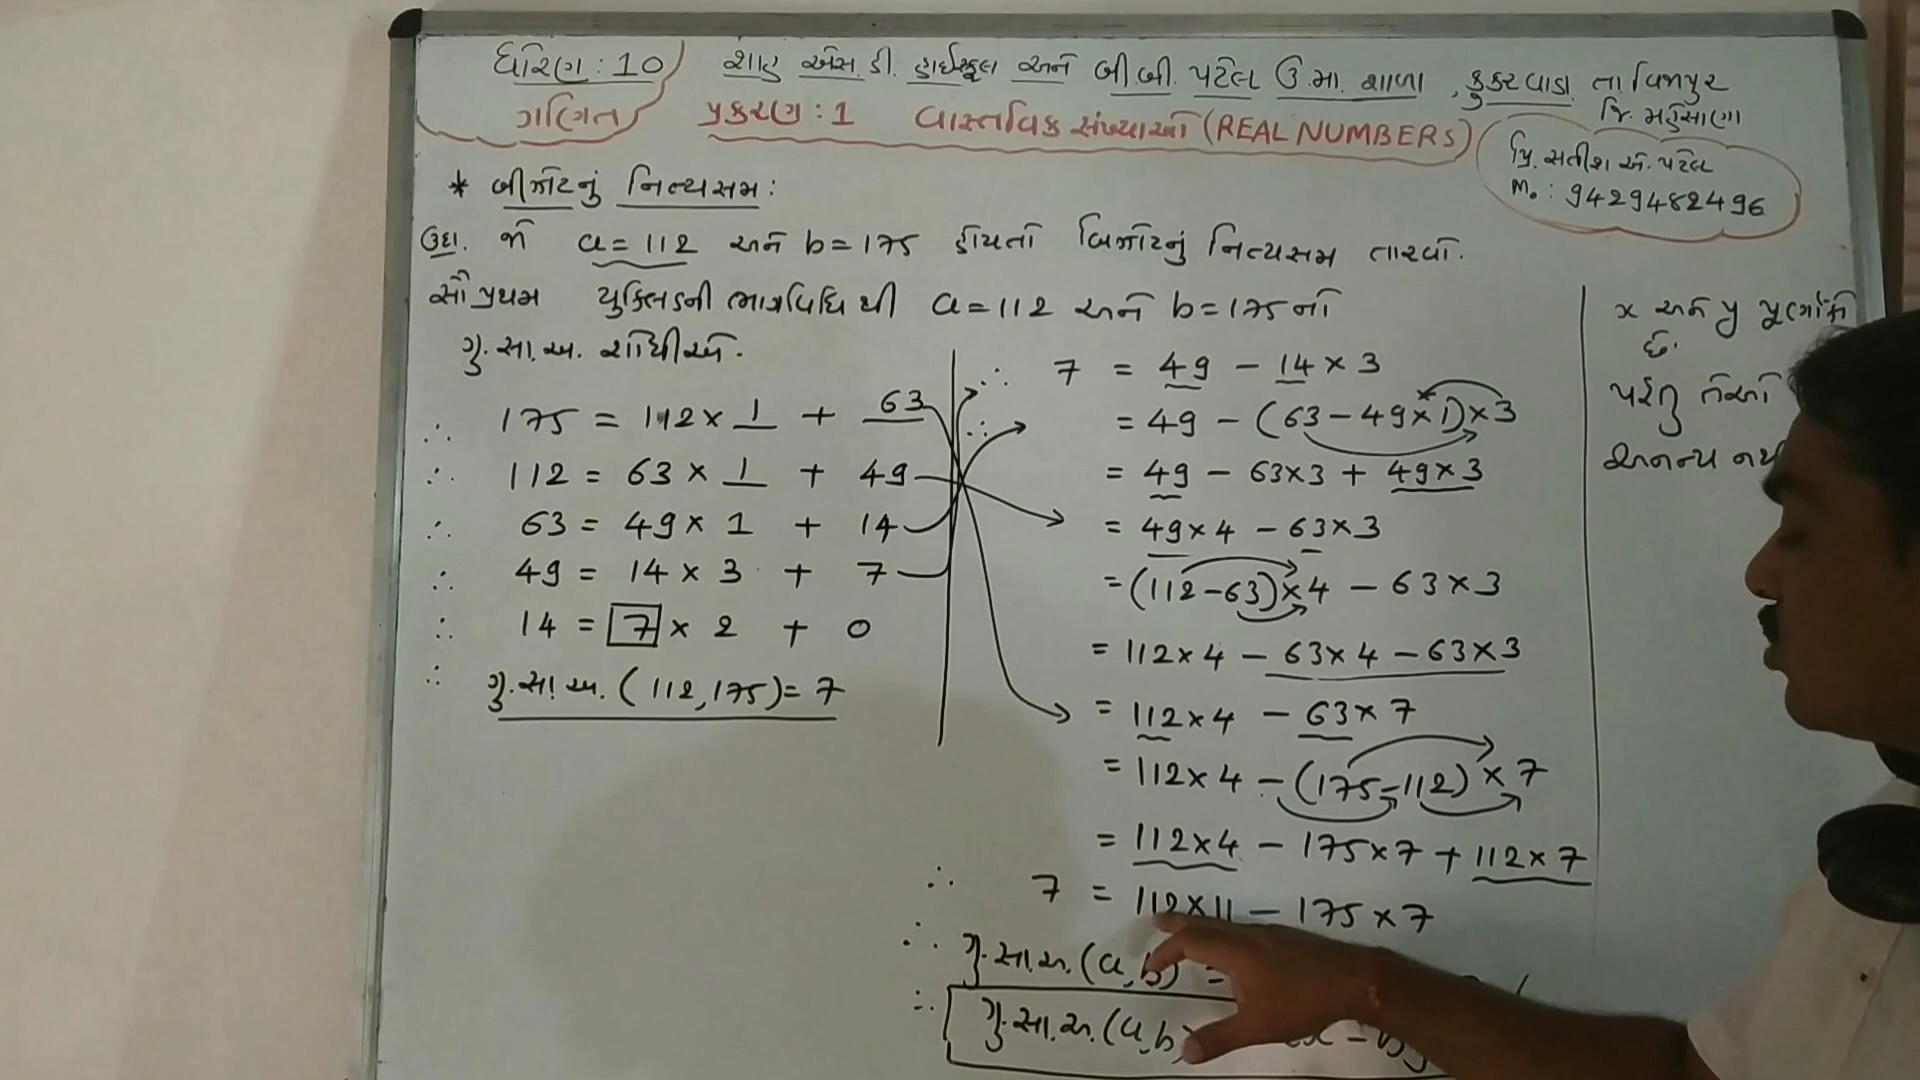 ધોરણ : 10 શાહ એસ.ડી. હાઈસ્કૂલ અને બી.બી. પટેલ ઉ.મા. શાળા, કુકરવાડા તા વિજાપુર
જિ. મહેસાણા
ગણિત પ્રકરણ : 1 વાસ્તવિક સંખ્યાઓ (REAL NUMBERS)
પ્રિ. સતીશ એ. પટેલ
M. : 9429482496
* બીઝોટનું નિત્યસમ :
ઉદા. જો a = 112 અને b = 175 હોયતો બિઝોટનું નિત્યસમ તારવો.
સૌ પ્રથમ યુક્લિડની ભાગવિધિ થી a = 112 અને b = 175 નો
ગુ.સા.અ. શોધીએ.
∴ 175 = 112 × 1 + 63
∴ 112 = 63 × 1 + 49
∴ 63 = 49 × 1 + 14
∴ 49 = 14 × 3 + 7
∴ 14 = 7 × 2 + 0
∴ ગુ.સા.અ. (112, 175) = 7
∴ 7 = 49 − 14 × 3
∴ = 49 − (63 − 49 × 1) × 3
= 49 − 63×3 + 49×3
= 49×4 − 63×3
= (112−63)×4 − 63×3
= 112×4 − 63×4 − 63×3
= 112×4 − 63×7
= 112×4 − (175−112)×7
= 112×4 − 175×7 + 112×7
∴ 7 = 112×11 − 175×7
∴ ગુ.સા.અ. (a, b) =
∴ ગુ.સા.અ. (a, b)
x અને y પૂર્ણાંકો
છે.
પરંતુ તેઓ
અનન્ય